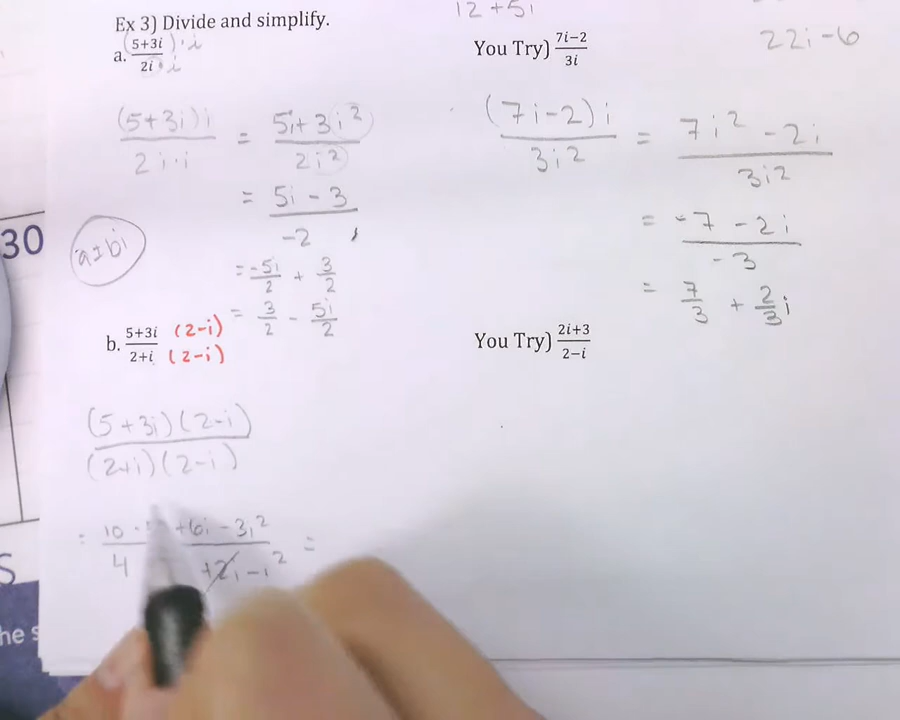 12 + 5i
22i - 6
Ex 3) Divide and simplify.
a. (5+3i) · i / 2i · i
(5+3i)i / 2i·i = 5i + 3i² / 2i²
= 5i - 3 / -2
= -5i/2 + 3/2
= 3/2 - 5i/2
a±bi
You Try) 7i−2 / 3i
(7i-2)i / 3i² = 7i² - 2i / 3i²
= -7 - 2i / -3
= 7/3 + 2/3 i
30
b. 5+3i / 2+i (2-i) / (2-i)
(5+3i)(2-i) / (2+i)(2-i)
= 10 - +6i - 3i² / 4 +2i - i² =
You Try) 2i+3 / 2−i
S
he s